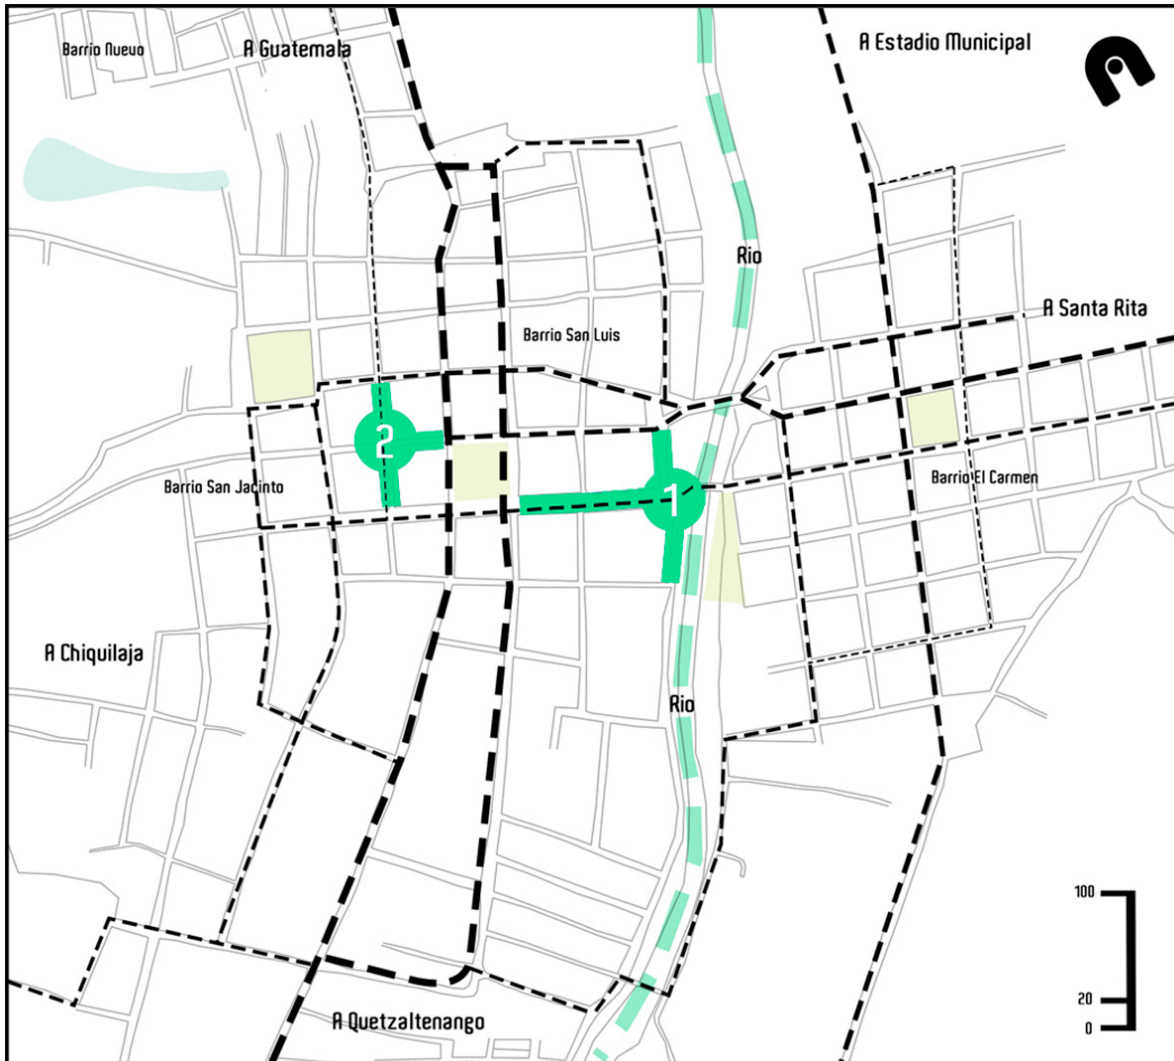 Barrio Nuevo
A Guatemala
A Estadio Municipal
Rio
A Santa Rita
Barrio San Luis
2
Barrio San Jacinto
Barrio El Carmen
1
A Chiquilaja
Rio
100
20
0
A Quetzaltenango